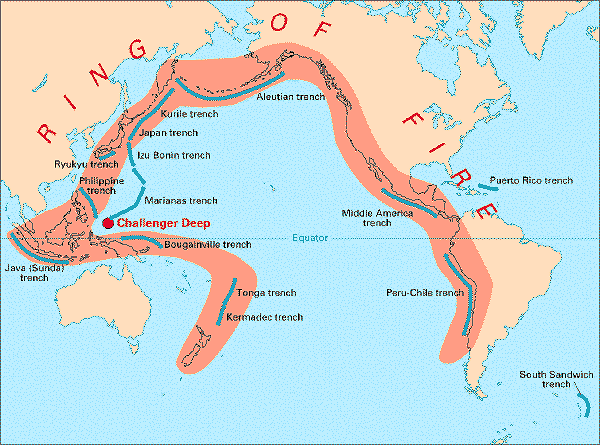 RING OF FIRE
Aleutian trench
Kurile trench
Japan trench
Izu Bonin trench
Ryukyu trench
Philippine
trench
Marianas trench
Challenger Deep
Bougainville trench
Equator
Java (Sunda)
trench
Tonga trench
Kermadec trench
Puerto Rico trench
Middle America
trench
Peru-Chile trench
South Sandwich
trench